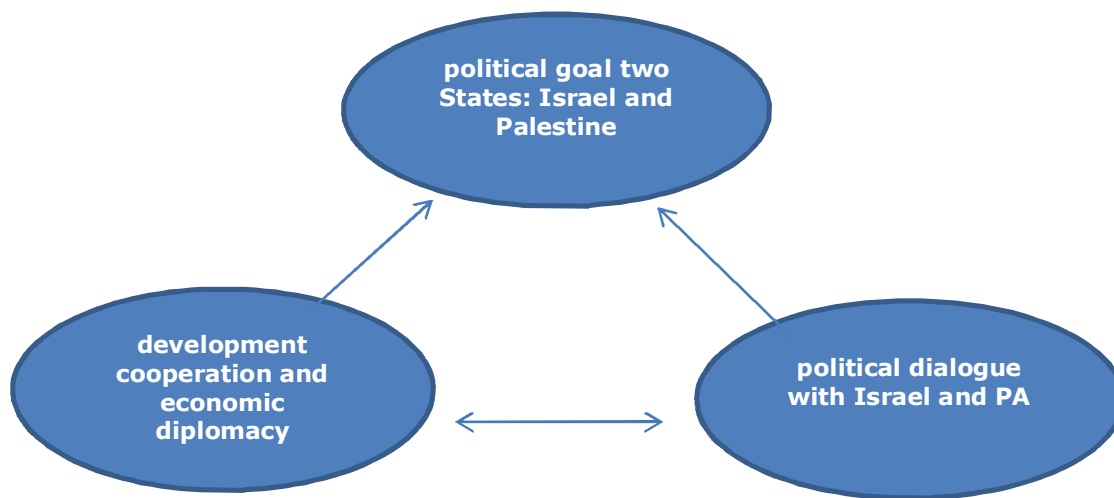 political goal two
States: Israel and
Palestine
development
cooperation and
economic
diplomacy
political dialogue
with Israel and PA